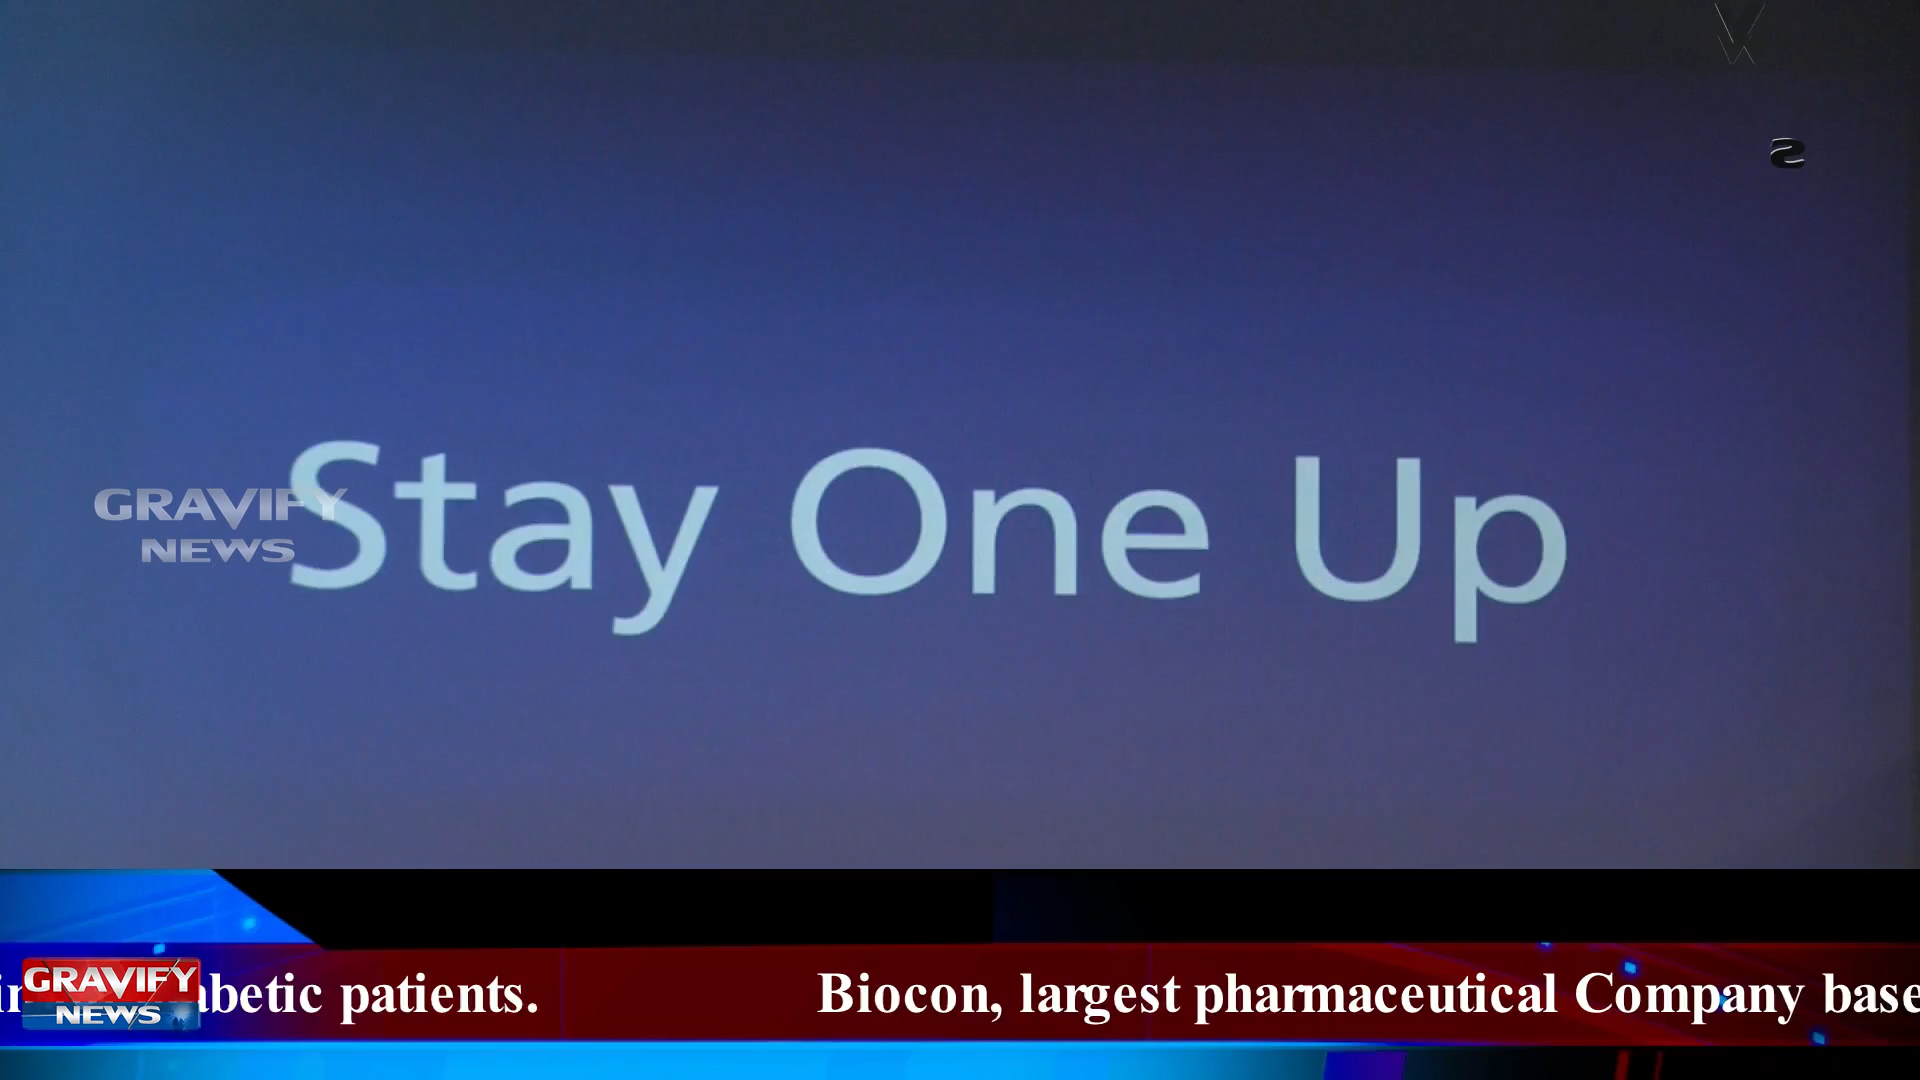 Stay One Up
GRAVIFY
NEWS
GRAVIFY
NEWS
abetic patients.
Biocon, largest pharmaceutical Company base